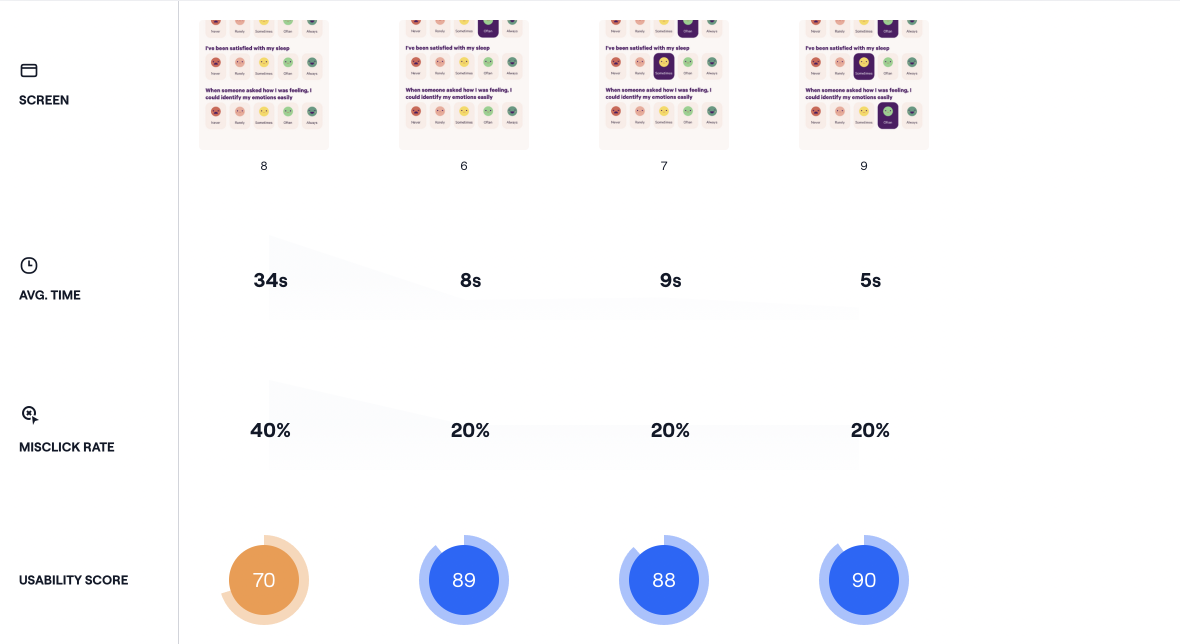 SCREEN
Never Rarely Sometimes Often Always
I've been satisfied with my sleep
Never Rarely Sometimes Often Always
When someone asked how I was feeling, I
could identify my emotions easily
Never Rarely Sometimes Often Always
8
Never Rarely Sometimes Often Always
I've been satisfied with my sleep
Never Rarely Sometimes Often Always
When someone asked how I was feeling, I
could identify my emotions easily
Never Rarely Sometimes Often Always
6
Never Rarely Sometimes Often Always
I've been satisfied with my sleep
Never Rarely Sometimes Often Always
When someone asked how I was feeling, I
could identify my emotions easily
Never Rarely Sometimes Often Always
7
Never Rarely Sometimes Often Always
I've been satisfied with my sleep
Never Rarely Sometimes Often Always
When someone asked how I was feeling, I
could identify my emotions easily
Never Rarely Sometimes Often Always
9
AVG. TIME
34s 8s 9s 5s
MISCLICK RATE
40% 20% 20% 20%
USABILITY SCORE
70 89 88 90